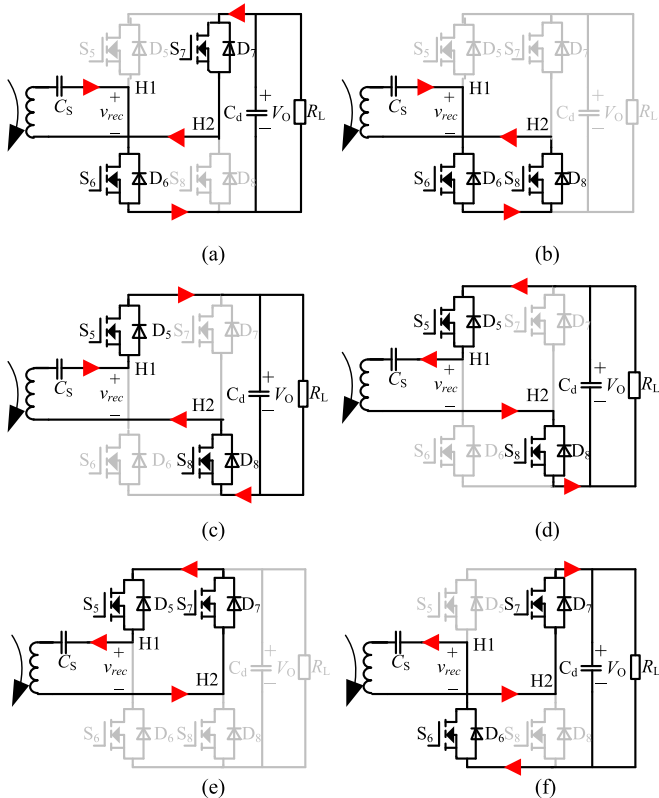 S5 D5 S7 D7
CS + H1 vrec − H2 Cd + VO − RL
S6 D6 S8 D8
(a)
S5 D5 S7 D7
CS + H1 vrec − H2 Cd + VO − RL
S6 D6 S8 D8
(b)
S5 D5 S7 D7
CS + H1 vrec − H2 Cd + VO − RL
S6 D6 S8 D8
(c)
S5 D5 S7 D7
CS + H1 vrec − H2 Cd + VO − RL
S6 D6 S8 D8
(d)
S5 D5 S7 D7
CS + H1 vrec − H2 Cd + VO − RL
S6 D6 S8 D8
(e)
S5 D5 S7 D7
CS + H1 vrec − H2 Cd + VO − RL
S6 D6 S8 D8
(f)